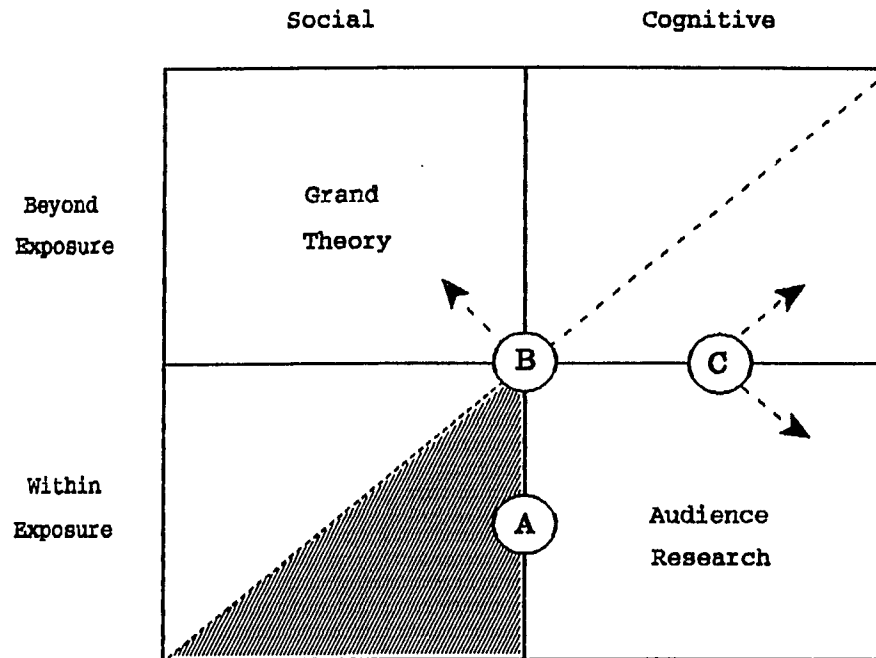 Social
Cognitive
Beyond
Exposure
Grand
Theory
B
C
Within
Exposure
A
Audience
Research